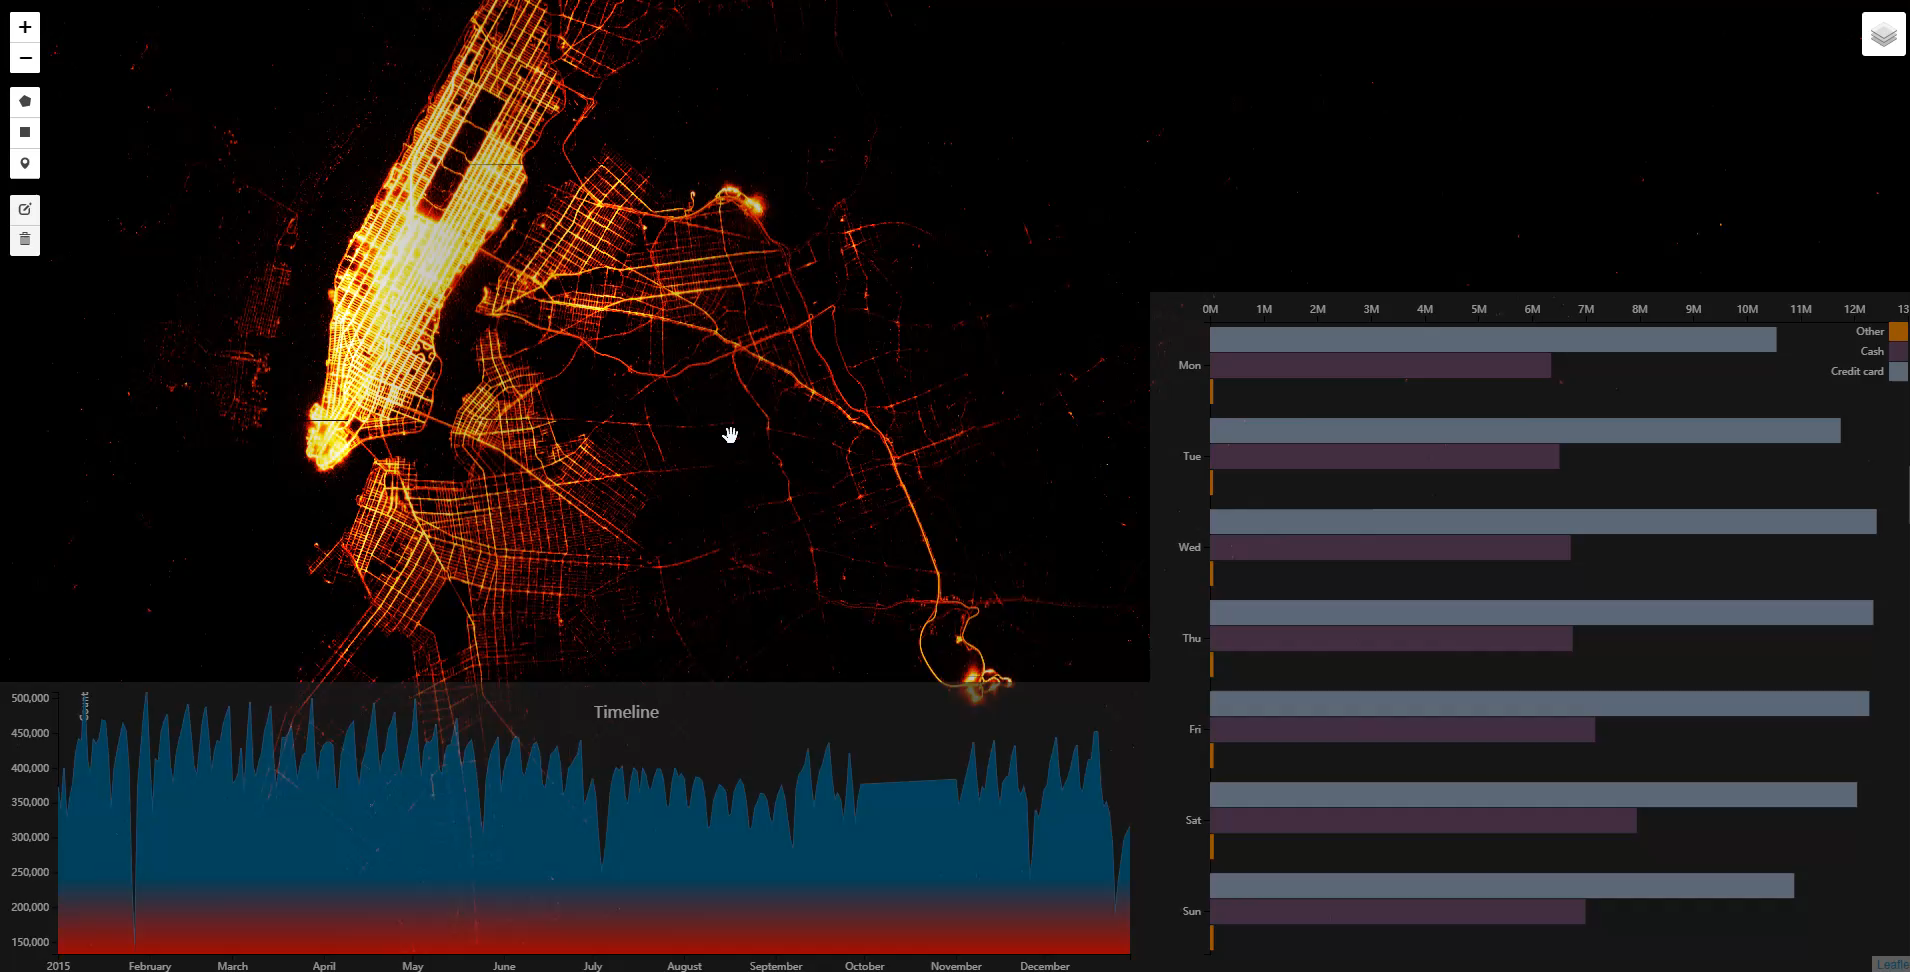 +
−
0M 1M 2M 3M 4M 5M 6M 7M 8M 9M 10M 11M 12M 13
Other
Cash
Credit card
Mon
Tue
Wed
Thu
Fri
Sat
Sun
Timeline
Count
500,000
450,000
400,000
350,000
300,000
250,000
200,000
150,000
2015 February March April May June July August September October November December
Leafle